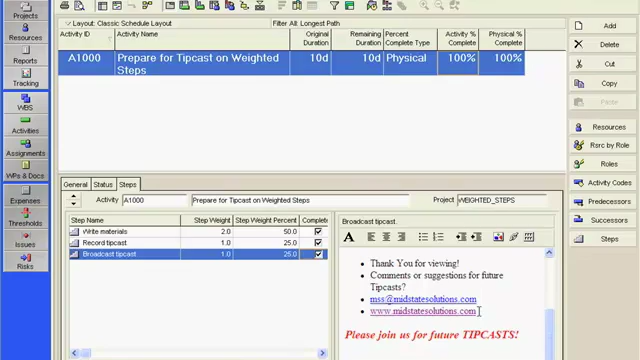 Projects
Resources
Reports
Tracking
WBS
Activities
Assignments
WPs & Docs
Expenses
Thresholds
Issues
Risks
Layout: Classic Schedule Layout
Filter All: Longest Path
Activity ID
Activity Name
Original Duration
Remaining Duration
Percent Complete Type
Activity % Complete
Physical % Complete
A1000
Prepare for Tipcast on Weighted
Steps
10d
10d
Physical
100%
100%
General
Status
Steps
Activity
A1000
Prepare for Tipcast on Weighted Steps
Project
WEIGHTED_STEPS
Step Name
Step Weight
Step Weight Percent
Complete
Write materials
2.0
50.0
Record tipcast
1.0
25.0
Broadcast tipcast
1.0
25.0
Broadcast tipcast.
A
Thank You for viewing!
Comments or suggestions for future
Tipcasts?
mss@midstatesolutions.com
www.midstatesolutions.com
Please join us for future TIPCASTS!
Add
Delete
Cut
Copy
Paste
Resources
Rsrc by Role
Roles
Activity Codes
Predecessors
Successors
Steps